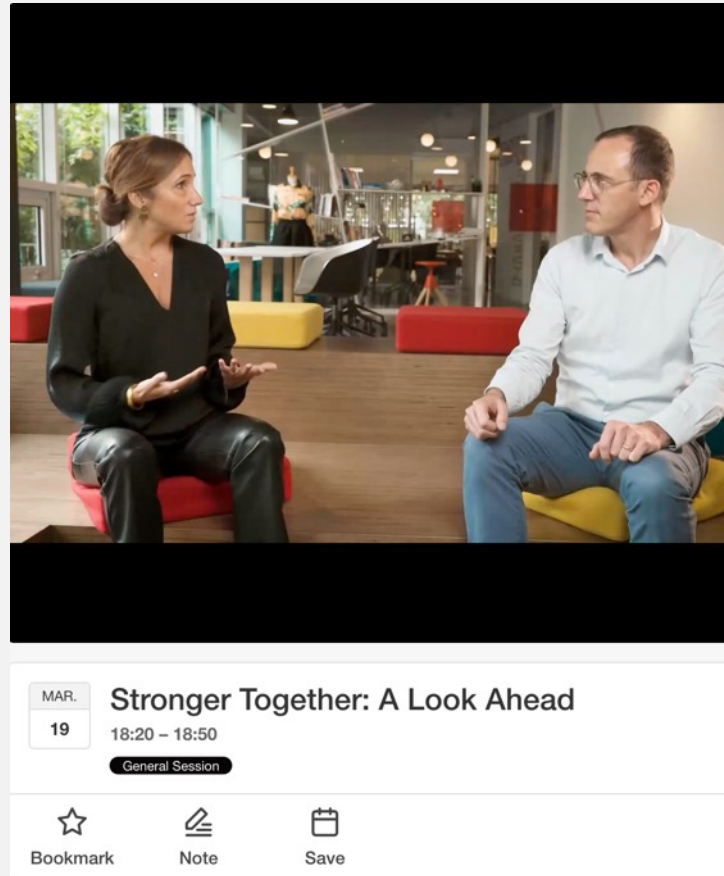 MAR.
19
Stronger Together: A Look Ahead
18:20 – 18:50
General Session
Bookmark
Note
Save